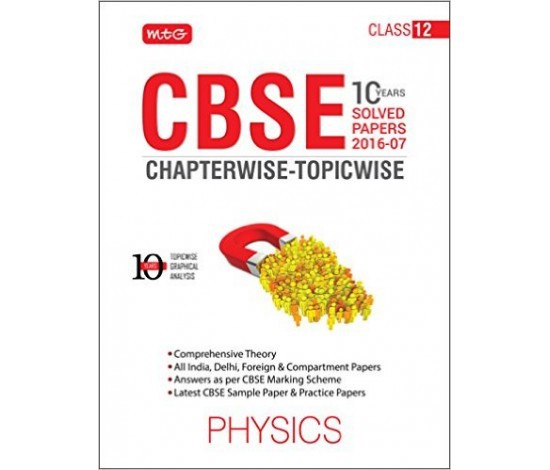 mtG
CLASS 12
CBSE
10 YEARS
SOLVED
PAPERS
2016-07
CHAPTERWISE-TOPICWISE
10 YEARS
TOPICWISE
GRAPHICAL
ANALYSIS
• Comprehensive Theory
• All India, Delhi, Foreign & Compartment Papers
• Answers as per CBSE Marking Scheme
• Latest CBSE Sample Paper & Practice Papers
PHYSICS